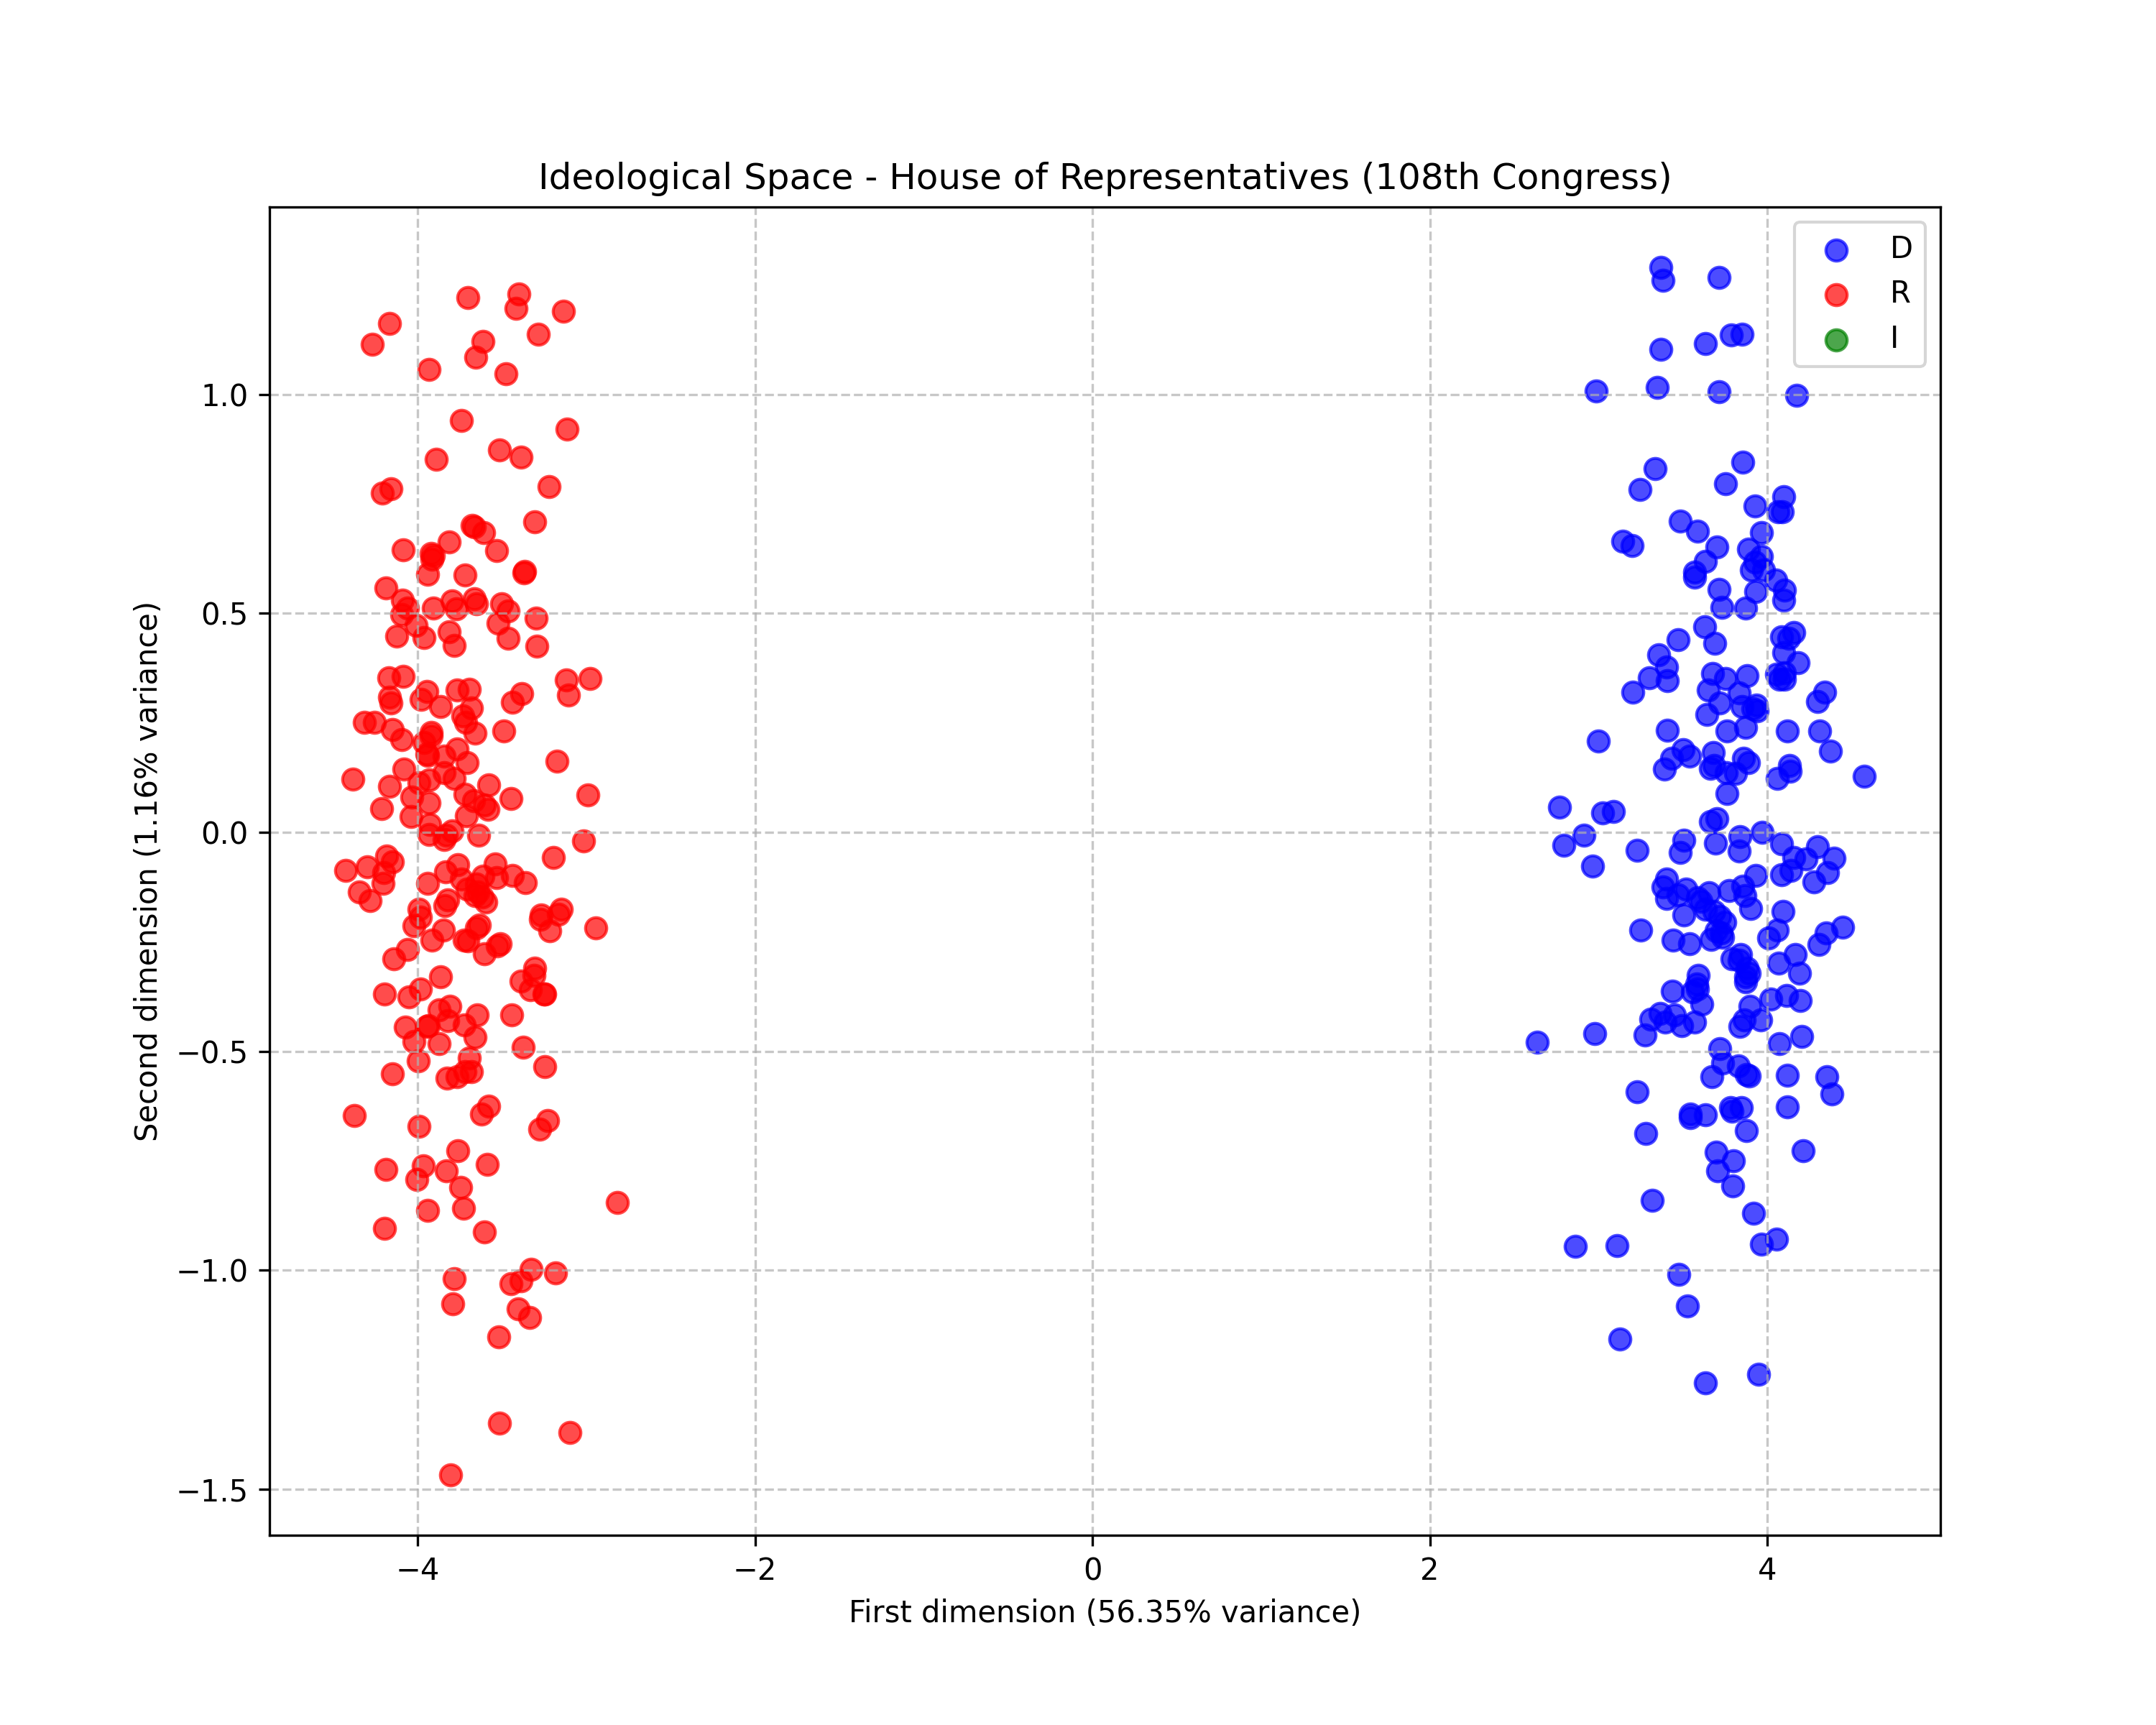 Ideological Space - House of Representatives (108th Congress)
D
R
I
1.0
0.5
0.0
−0.5
−1.0
−1.5
Second dimension (1.16% variance)
−4
−2
0
2
4
First dimension (56.35% variance)